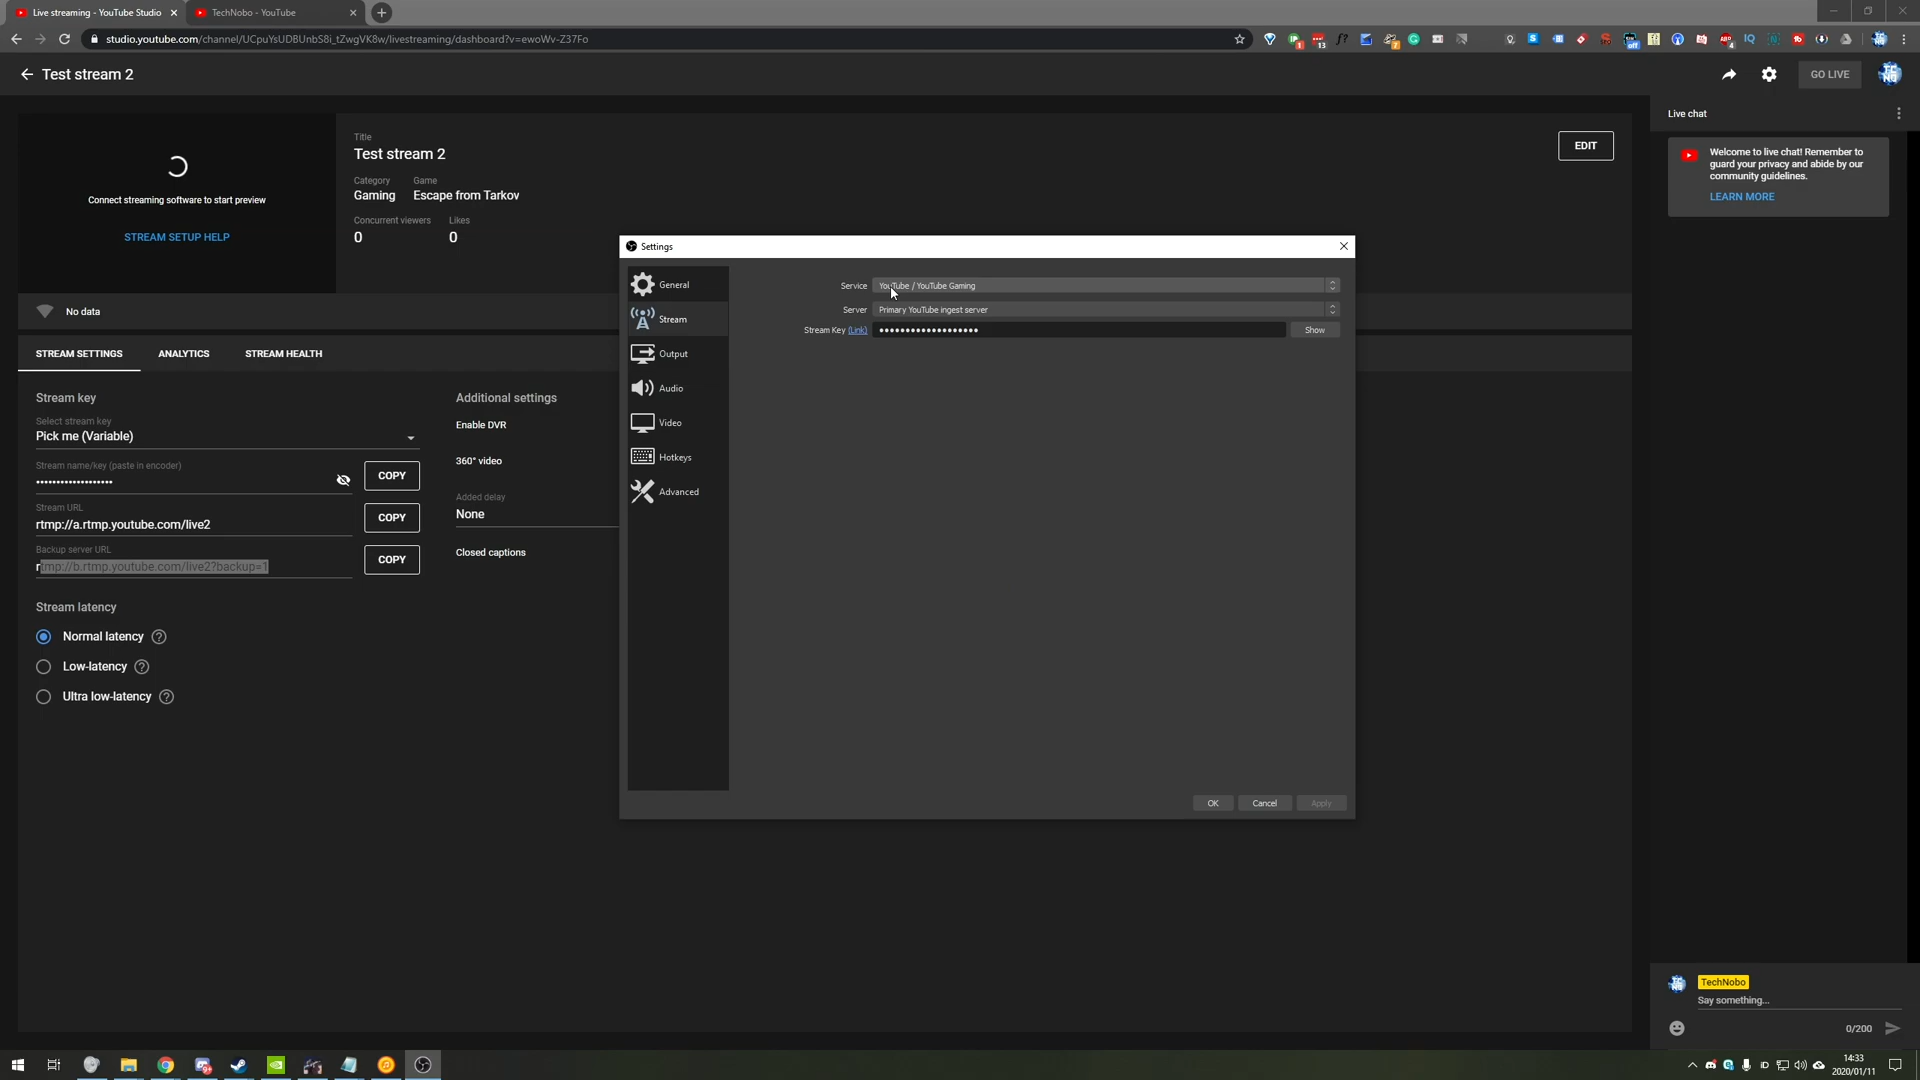 Live streaming - YouTube Studio
TechNobo - YouTube
studio.youtube.com/channel/UCpuYsUDBUnbS8i_tZwgVK8w/livestreaming/dashboard?v=ewoWv-Z37Fo
Test stream 2
GO LIVE
Connect streaming software to start preview
STREAM SETUP HELP
Title
Test stream 2
Category Game
Gaming Escape from Tarkov
Concurrent viewers Likes
0 0
EDIT
Live chat
Welcome to live chat! Remember to
guard your privacy and abide by our
community guidelines.
LEARN MORE
No data
STREAM SETTINGS ANALYTICS STREAM HEALTH
Stream key
Select stream key
Pick me (Variable)
Stream name/key (paste in encoder)
•••••••••••••••••••
COPY
Stream URL
rtmp://a.rtmp.youtube.com/live2
COPY
Backup server URL
rtmp://b.rtmp.youtube.com/live2?backup=1
COPY
Stream latency
Normal latency
Low-latency
Ultra low-latency
Additional settings
Enable DVR
360° video
Added delay
None
Closed captions
Settings
General
Stream
Output
Audio
Video
Hotkeys
Advanced
Service YouTube / YouTube Gaming
Server Primary YouTube ingest server
Stream Key (Link) ••••••••••••••••••• Show
OK Cancel Apply
TechNobo
Say something...
0/200
14:33
2020/01/11